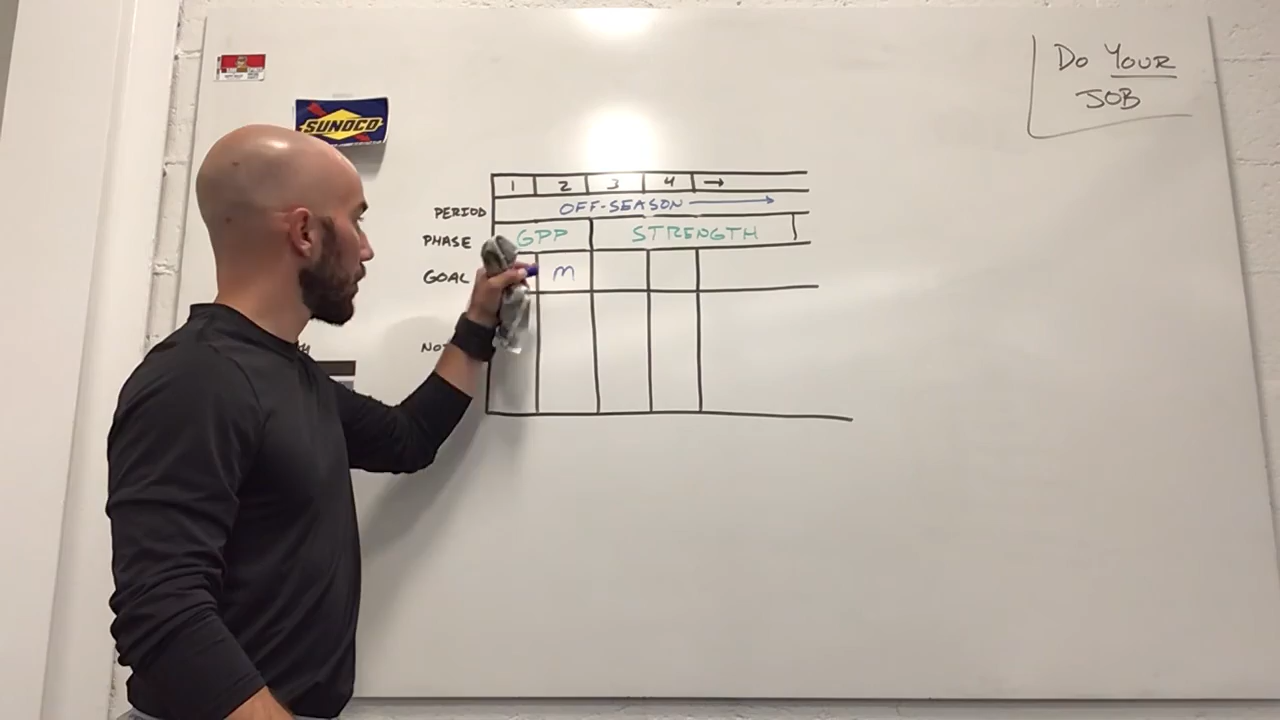 Do YOUR
JOB
SUNOCO
1 2 3 4 →
PERIOD OFF-SEASON
PHASE GPP STRENGTH
GOAL M